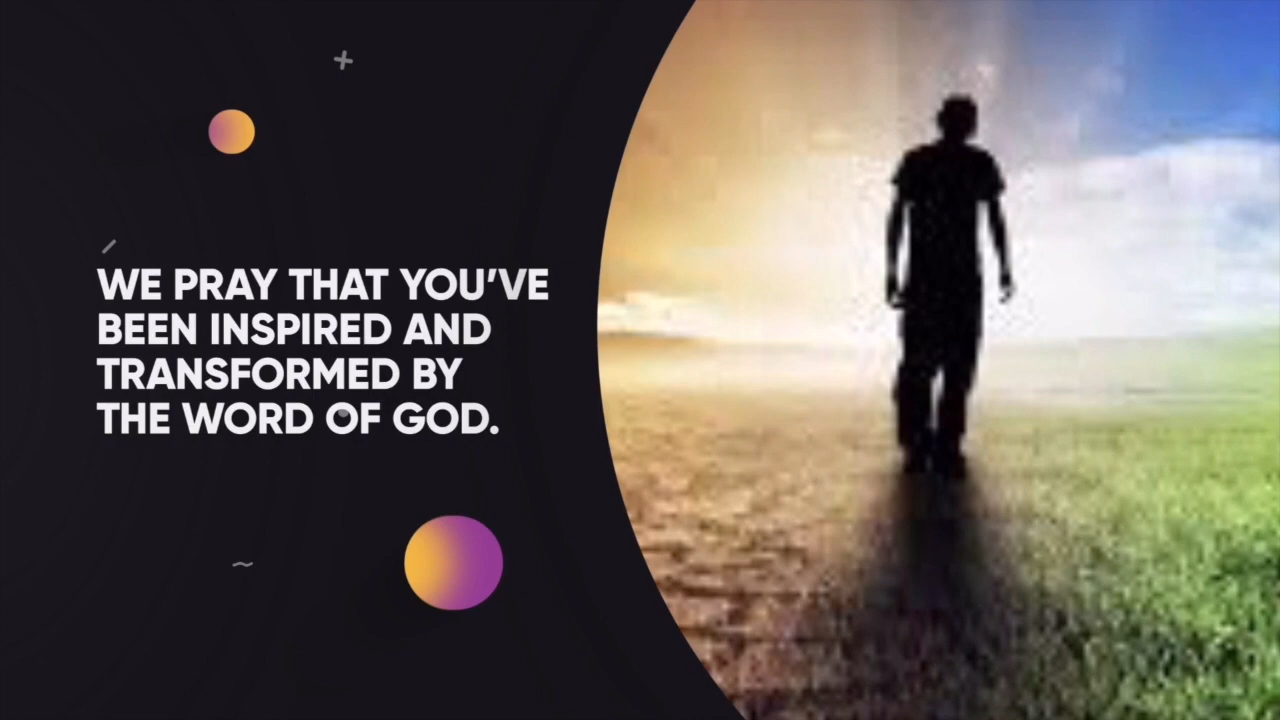 WE PRAY THAT YOU’VE
BEEN INSPIRED AND
TRANSFORMED BY
THE WORD OF GOD.